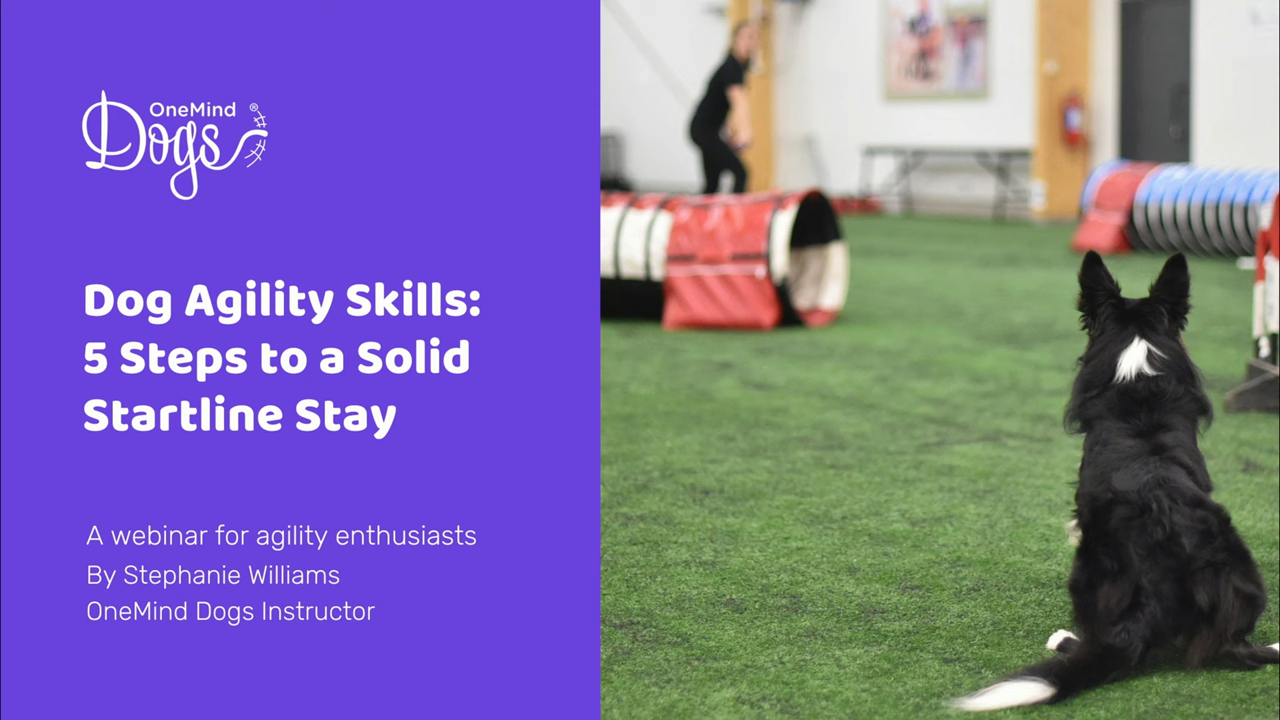 OneMind
Dogs®
Dog Agility Skills:
5 Steps to a Solid
Startline Stay
A webinar for agility enthusiasts
By Stephanie Williams
OneMind Dogs Instructor